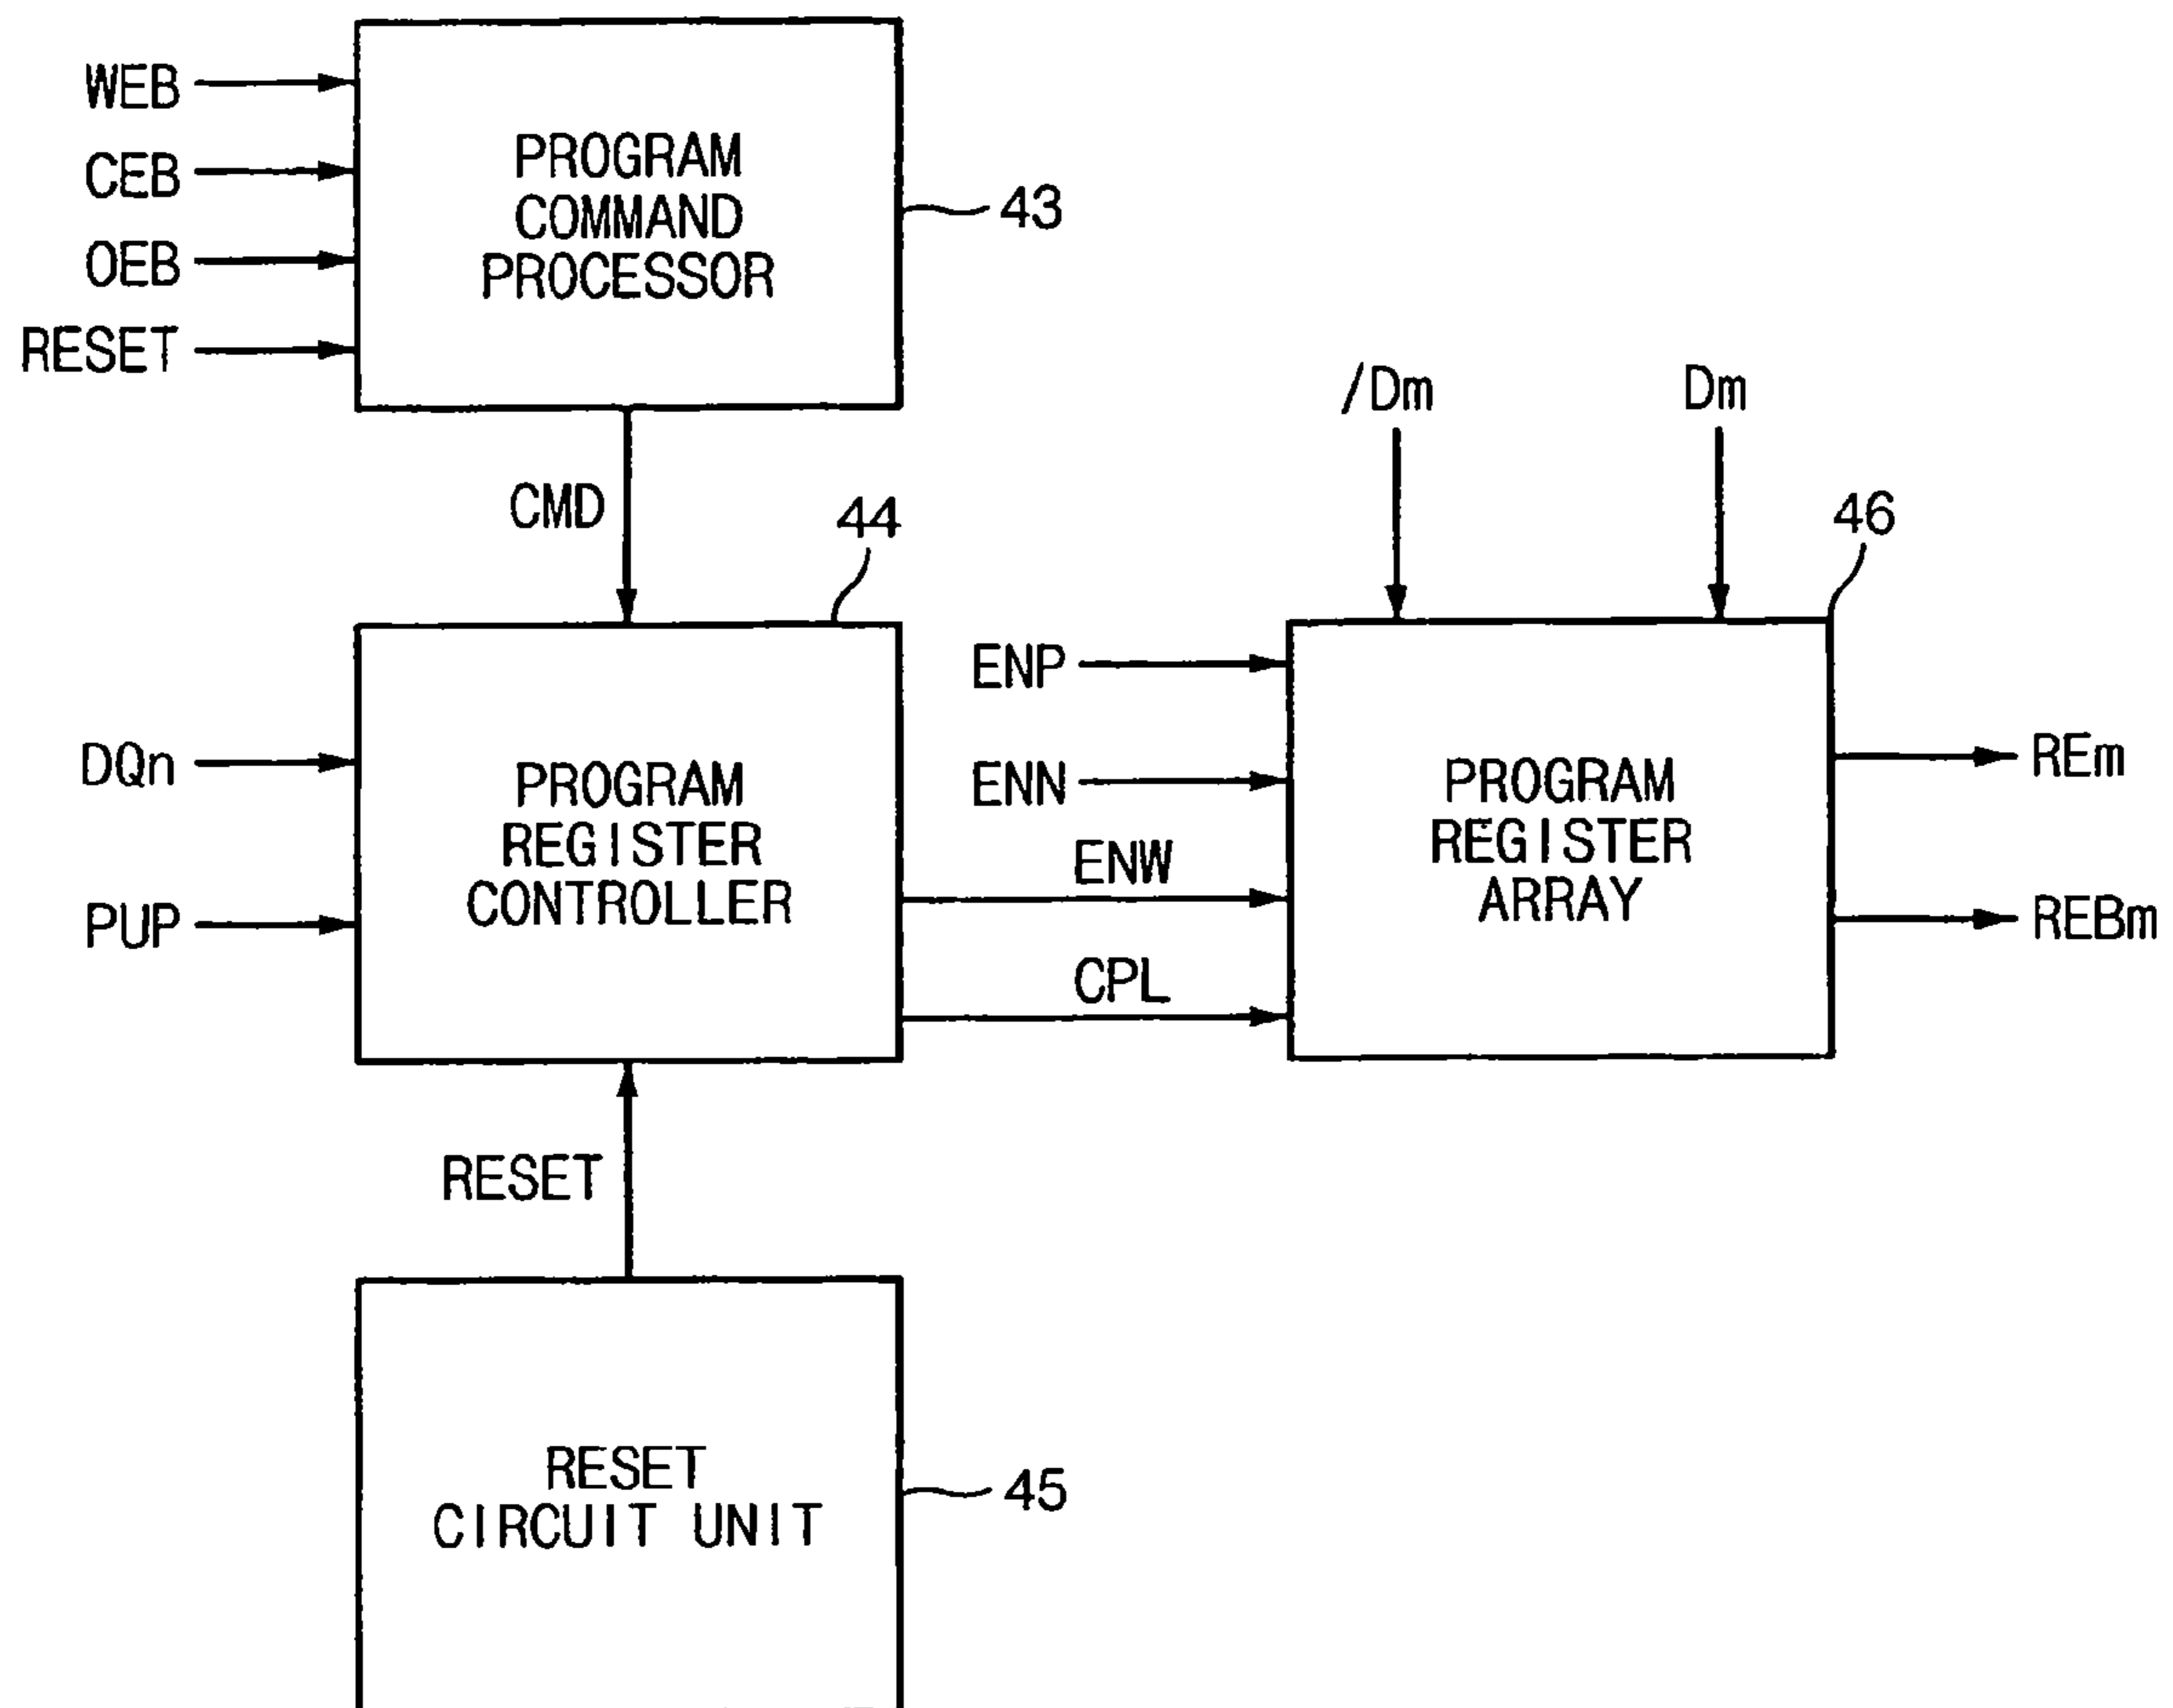 WEB
CEB
OEB
RESET
PROGRAM
COMMAND
PROCESSOR
43
CMD
44
/Dm
Dm
46
DQn
PUP
PROGRAM
REGISTER
CONTROLLER
ENP
ENN
ENW
CPL
PROGRAM
REGISTER
ARRAY
REm
REBm
RESET
RESET
CIRCUIT UNIT
45